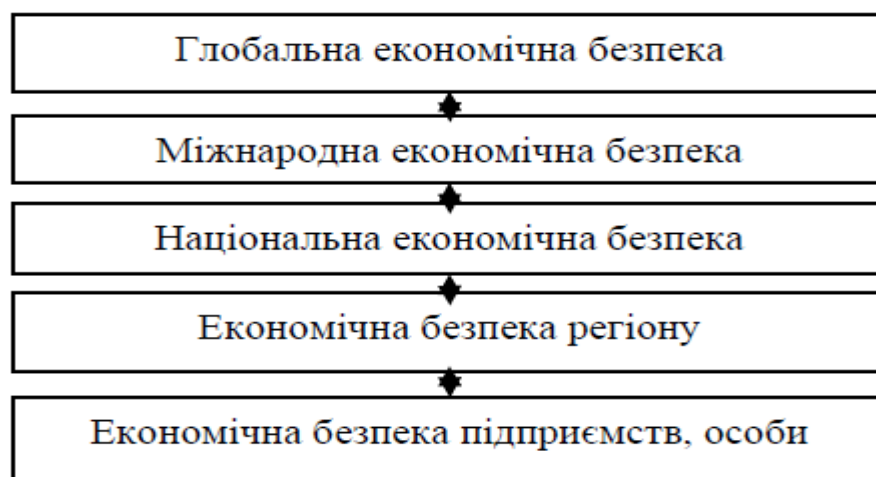 Глобальна економічна безпека
Міжнародна економічна безпека
Національна економічна безпека
Економічна безпека регіону
Економічна безпека підприємств, особи